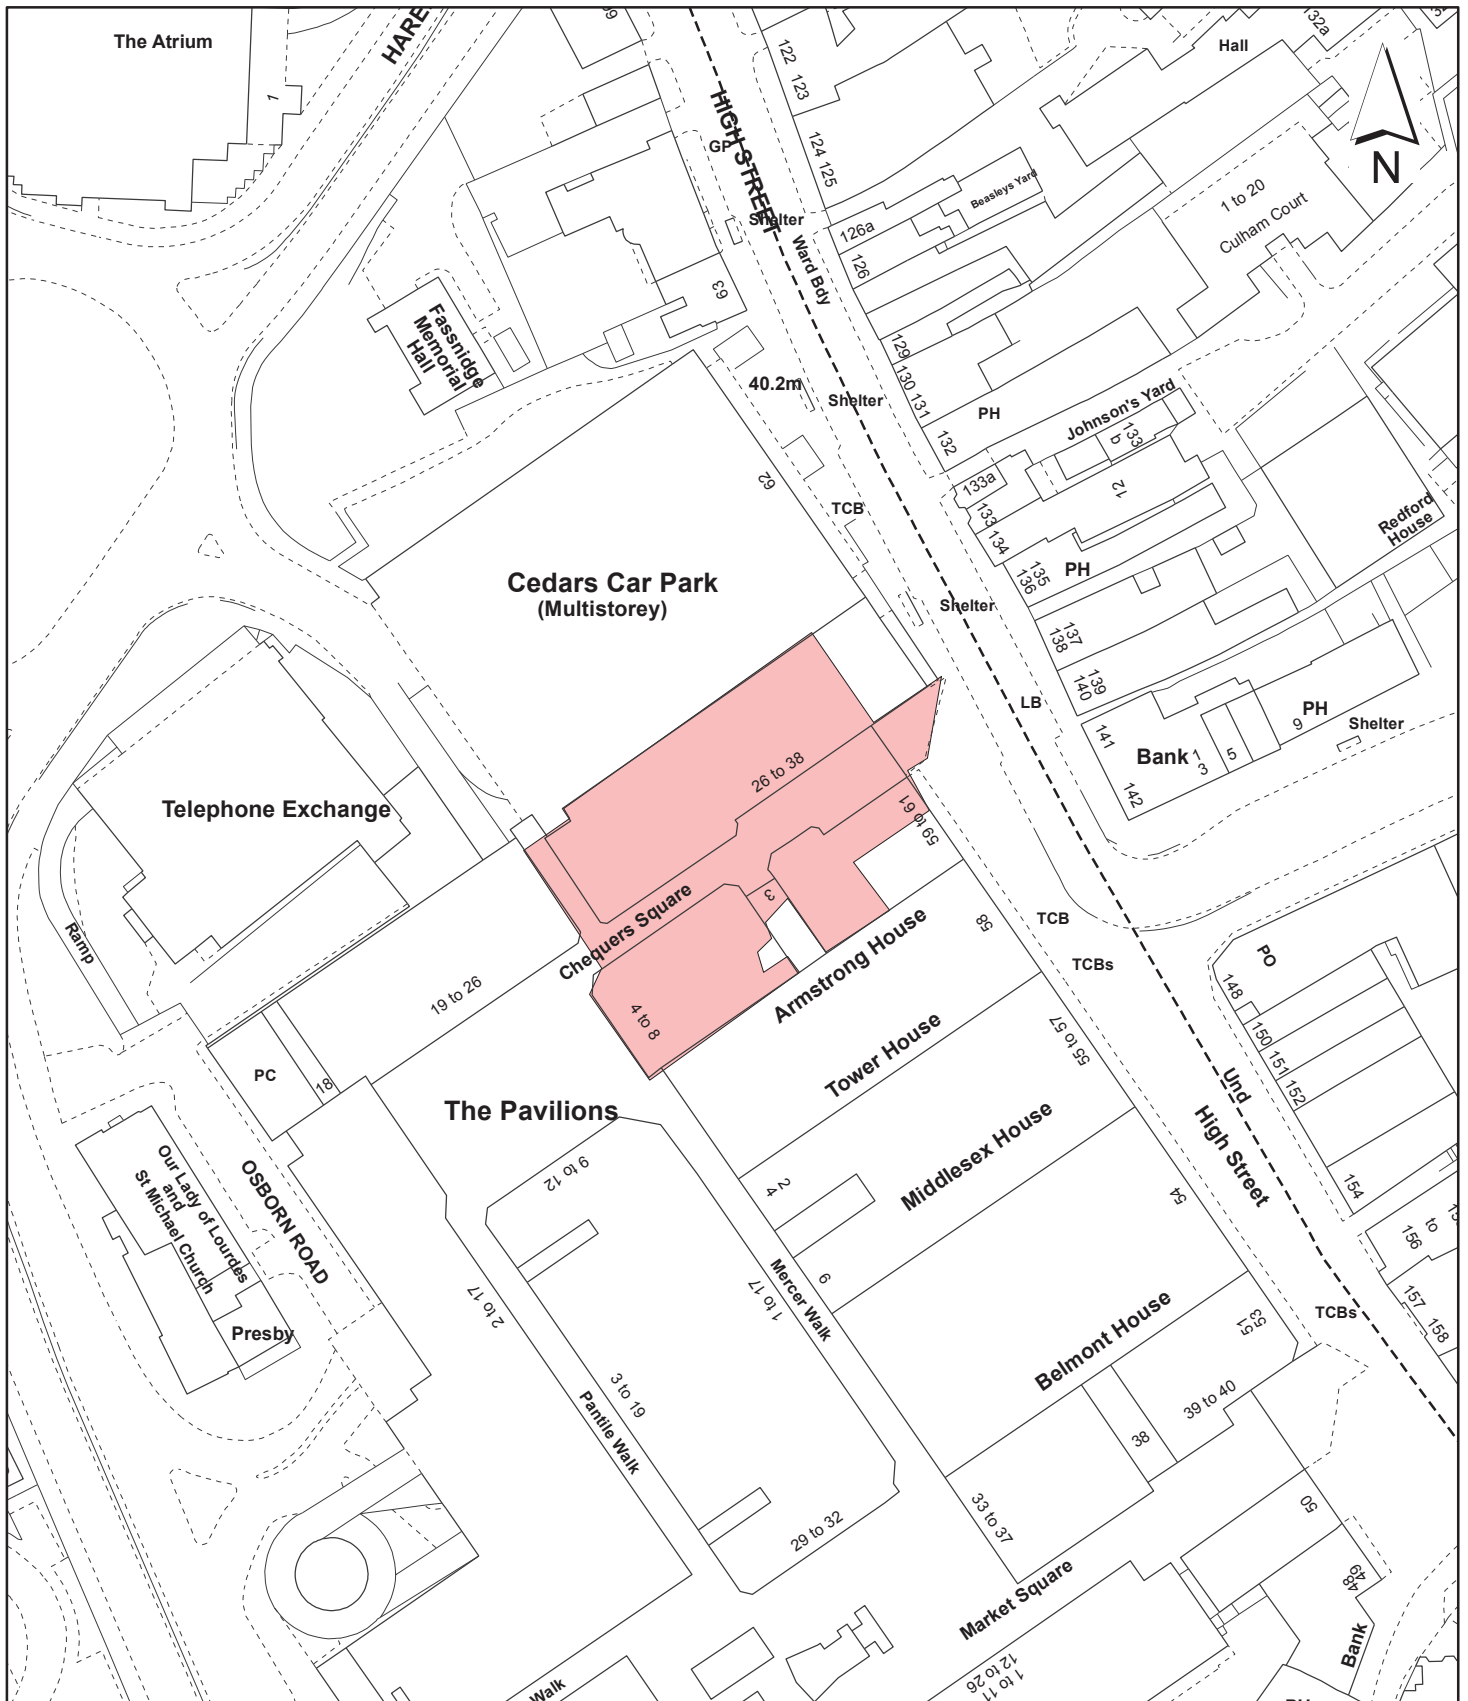 The Atrium
1
HARE
60
HIGH STREET
122
123
124
125
GP
Shelter
Ward Bdy
126a
126
Beasleys Yard
Hall
132a
N
1 to 20
Culham Court
63
Fassnidge
Memorial
Hall
40.2m
Shelter
129
130
131
132
PH
Johnson's Yard
133
b
133a
133
134
12
Redford
House
62
TCB
135
136
PH
Cedars Car Park
(Multistorey)
Shelter
137
138
139
140
LB
141
142
Bank
1
3
5
9
PH
Shelter
26 to 38
59 to 61
Telephone Exchange
Ramp
Chequers Square
3
19 to 26
4 to 8
Armstrong House
58
TCB
TCBs
PO
148
150
151
152
154
Tower House
55 to 57
PC
18
The Pavilions
9 to 12
2
4
Middlesex House
54
Und
High Street
156
to
157
158
Our Lady of Lourdes
and
St Michael Church
OSBORN ROAD
Presby
2 to 17
1 to 17
Mercer Walk
6
TCBs
Belmont House
53
51
3 to 19
Pantile Walk
39 to 40
38
33 to 37
29 to 32
50
49
48
Market Square
Bank
1 to 11
12 to 26
Walk